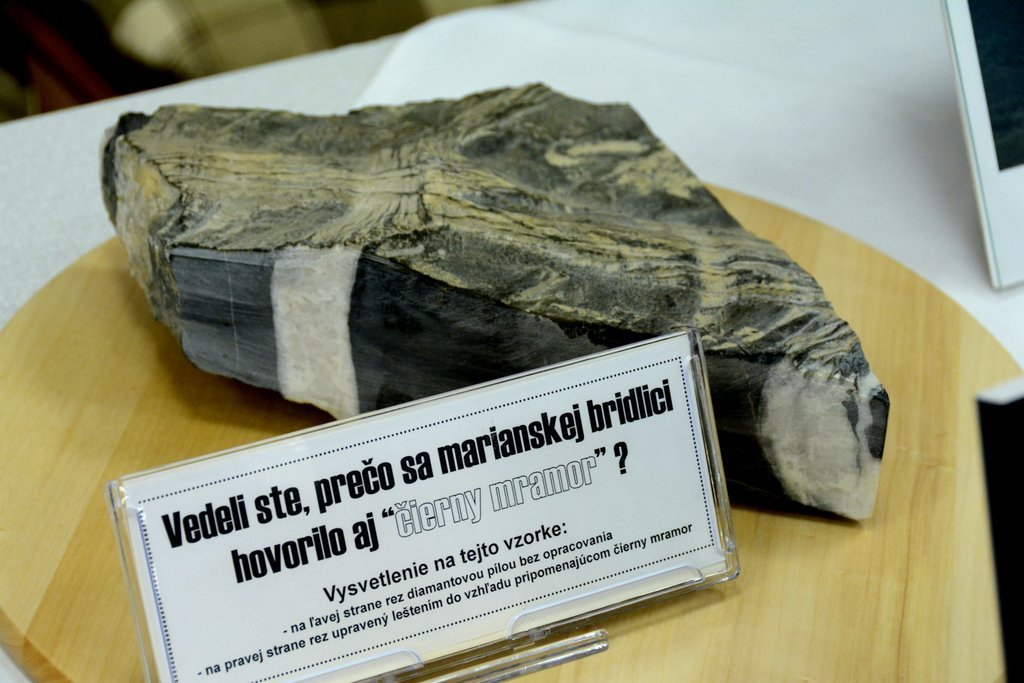 Vedeli ste, prečo sa marianskej bridlici
hovorilo aj “čierny mramor” ?
Vysvetlenie na tejto vzorke:
- na ľavej strane rez diamantovou pílou bez opracovania
- na pravej strane rez upravený leštením do vzhľadu pripomenajúcom čierny mramor